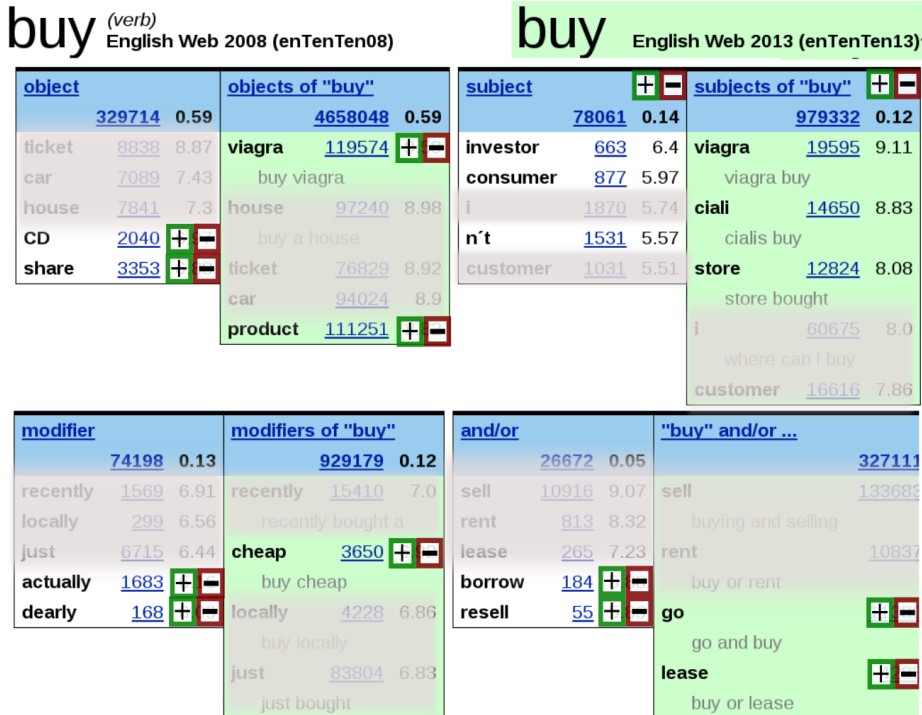 buy (verb)
English Web 2008 (enTenTen08)
buy English Web 2013 (enTenTen13)
object
329714 0.59
ticket 8838 8.87
car 7089 7.43
house 7841 7.3
CD 2040 + −
share 3353 + −
objects of "buy"
4658048 0.59
viagra 119574 + −
buy viagra
house 97240 8.98
buy a house
ticket 76829 8.92
car 94024 8.9
product 111251 + −
subject + −
78061 0.14
investor 663 6.4
consumer 877 5.97
i 1870 5.74
n´t 1531 5.57
customer 1031 5.51
subjects of "buy" + −
979332 0.12
viagra 19595 9.11
viagra buy
ciali 14650 8.83
cialis buy
store 12824 8.08
store bought
i 60675 8.0
where can i buy
customer 16616 7.86
modifier
74198 0.13
recently 1569 6.91
locally 299 6.56
just 6715 6.44
actually 1683 + −
dearly 168 + −
modifiers of "buy"
929179 0.12
recently 15410 7.0
recently bought a
cheap 3650 + −
buy cheap
locally 4228 6.86
buy locally
just 83804 6.83
just bought
and/or
26672 0.05
sell 10916 9.07
rent 813 8.32
lease 265 7.23
borrow 184 + −
resell 55 + −
"buy" and/or ...
327111
sell 133683
buying and selling
rent 10837
buy or rent
go + −
go and buy
lease + −
buy or lease